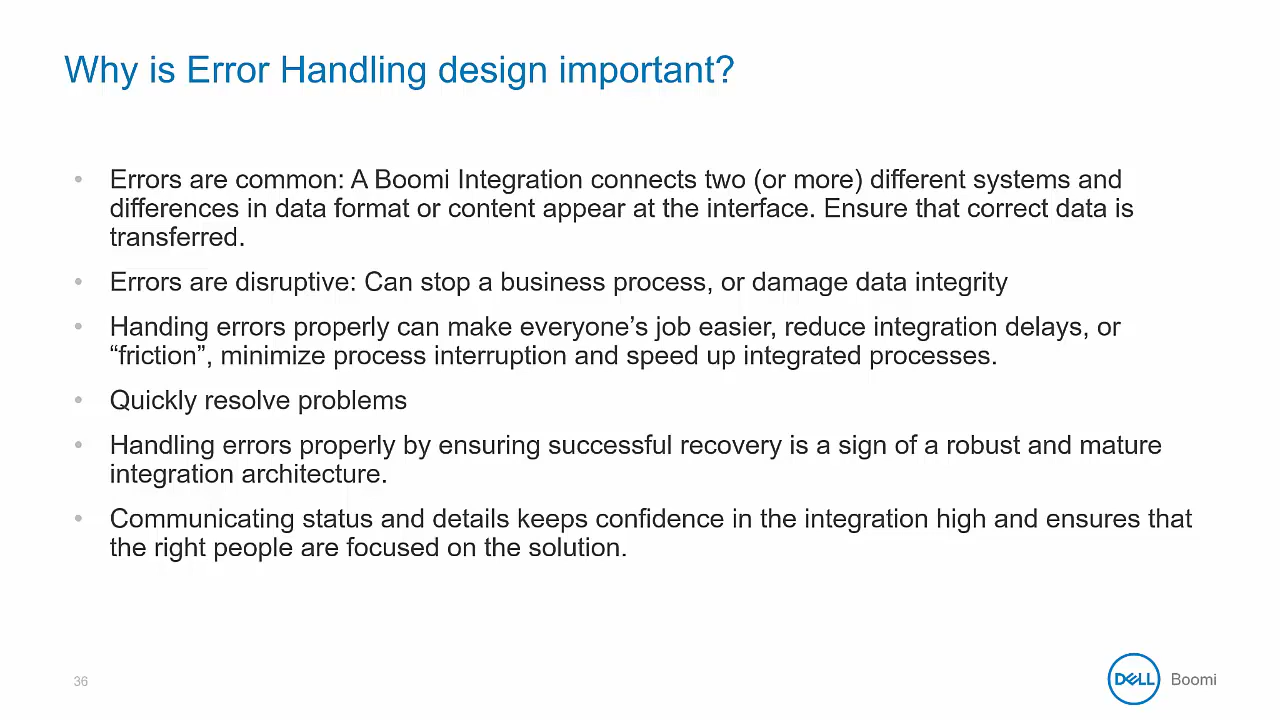 Why is Error Handling design important?
• Errors are common: A Boomi Integration connects two (or more) different systems and
differences in data format or content appear at the interface. Ensure that correct data is
transferred.
• Errors are disruptive: Can stop a business process, or damage data integrity
• Handing errors properly can make everyone’s job easier, reduce integration delays, or
“friction”, minimize process interruption and speed up integrated processes.
• Quickly resolve problems
• Handling errors properly by ensuring successful recovery is a sign of a robust and mature
integration architecture.
• Communicating status and details keeps confidence in the integration high and ensures that
the right people are focused on the solution.
36
DELL Boomi